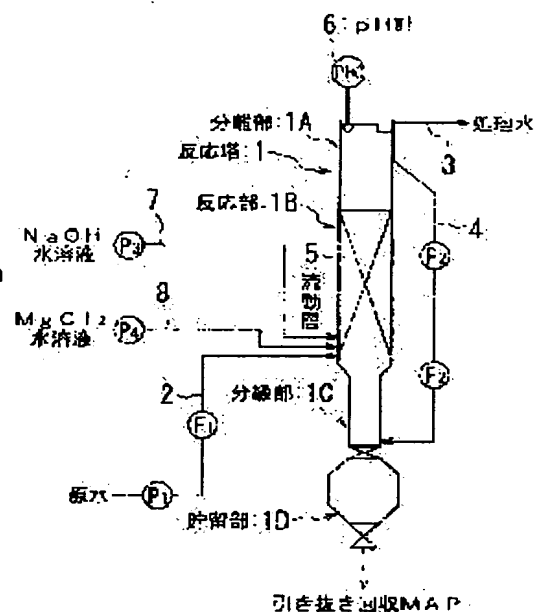 6:pH計
pH
分離部:1A
処理水
反応塔:1
3
反応部:1B
7
4
NaOH
水溶液
P3
5
流動層
8
MgCl₂
水溶液
P4
2
分級部:1C
F1
原水
P1
貯留部:1D
引き抜き回収MAP